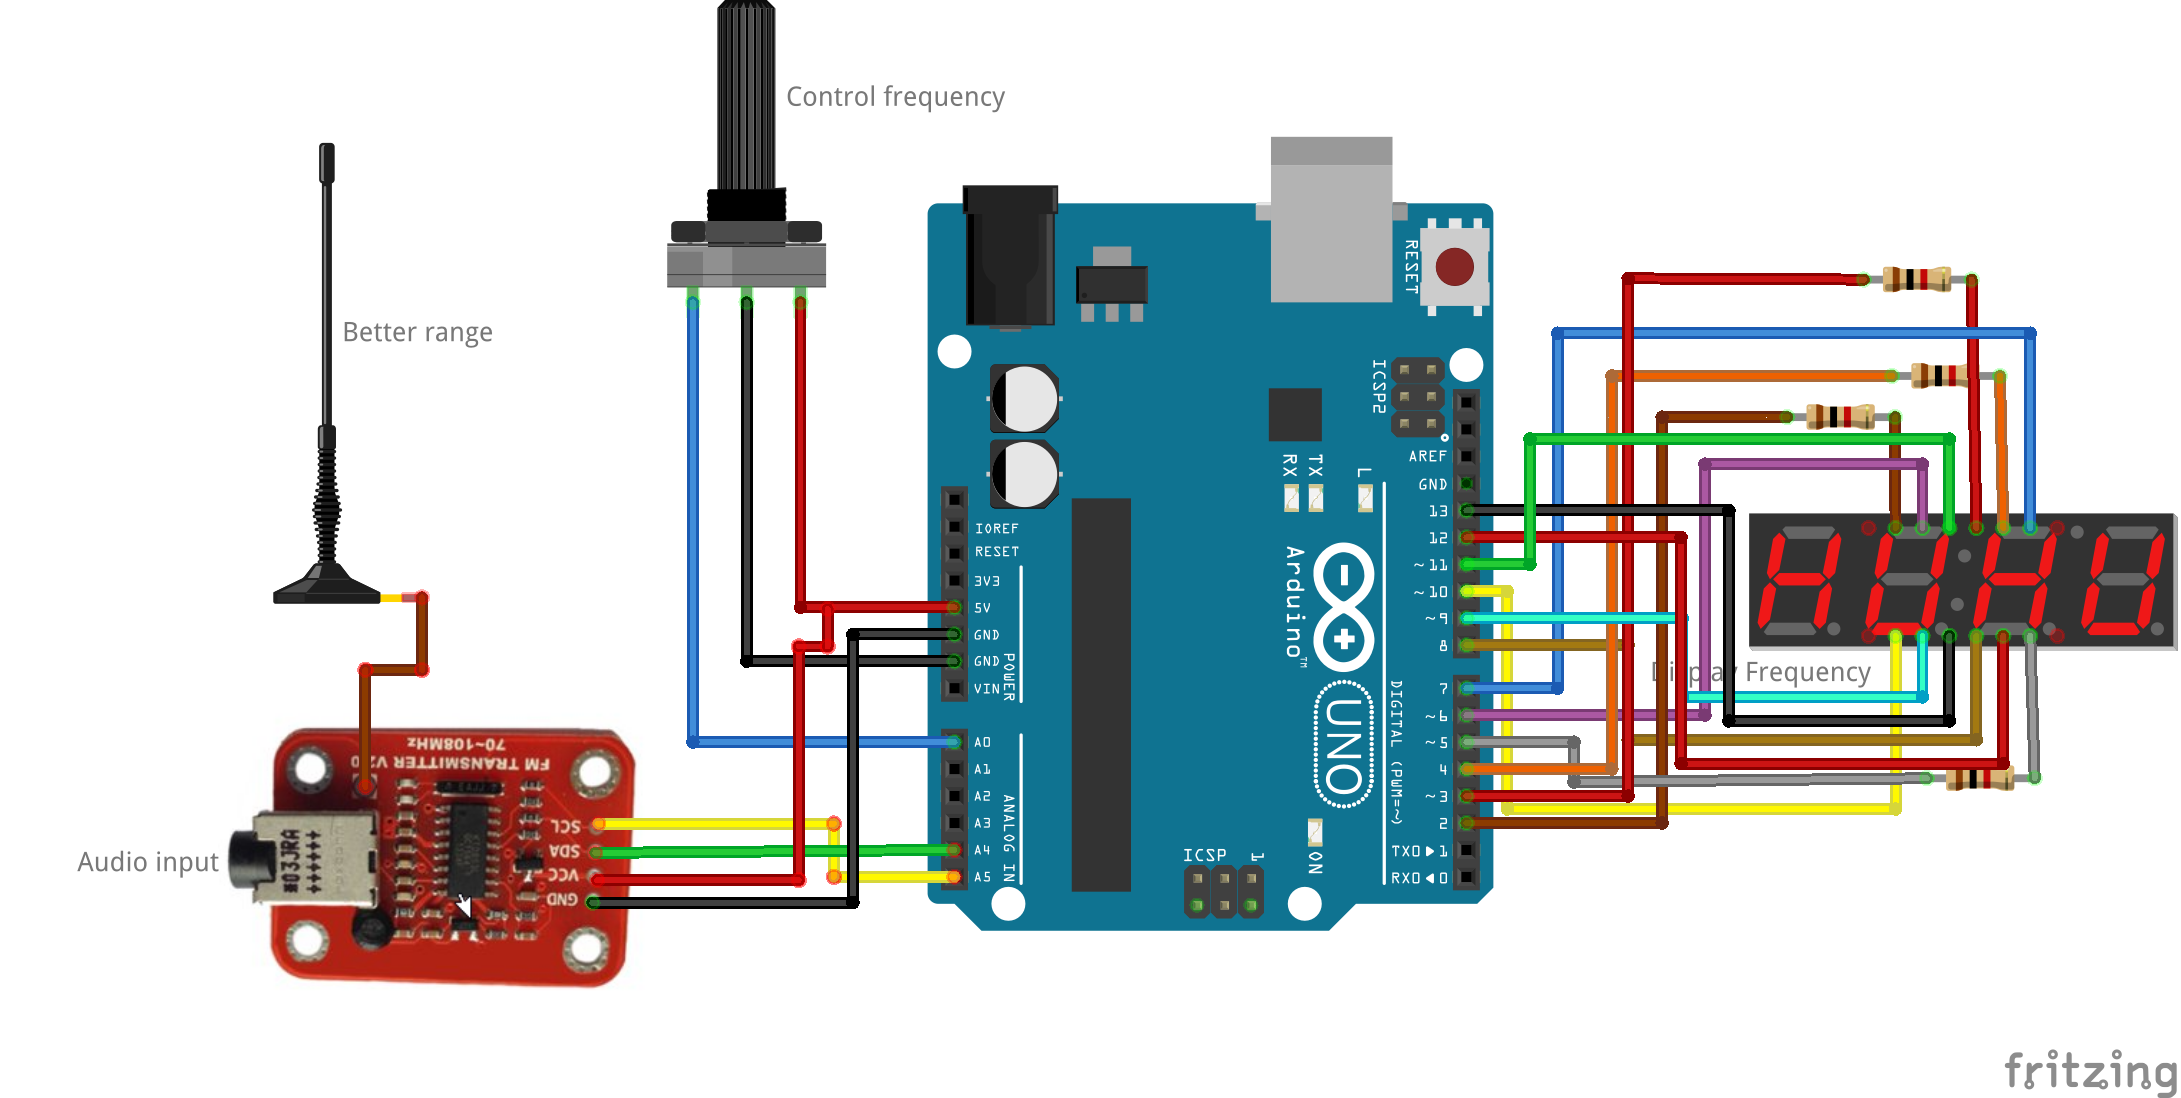 Control frequency
Better range
Audio input
Display Frequency
RESET
ICSP2
AREF
GND
13
12
~11
~10
~9
8
7
~6
~5
4
~3
2
TX0 ▶ 1
RX0 ◀ 0
RX
TX
L
Arduino™
UNO
DIGITAL (PWM=~)
ON
ICSP
1
IOREF
RESET
3V3
5V
GND
GND
VIN
POWER
A0
A1
A2
A3
A4
A5
ANALOG IN
70~108MHz
FM TRANSMITTER V2.0
SCL
SDA
VCC
GND
fritzing